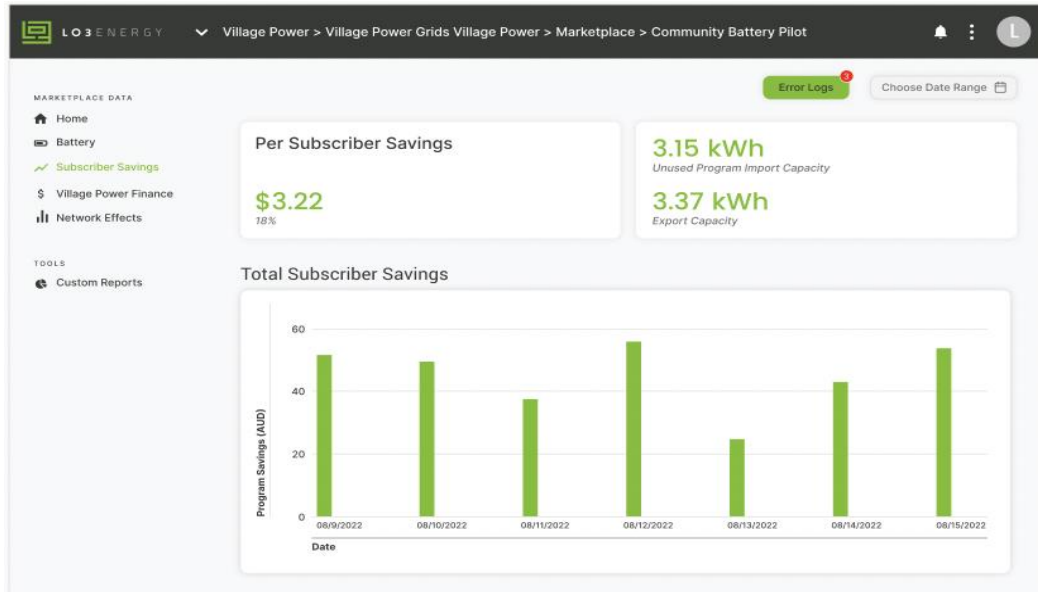 LO3ENERGY
Village Power > Village Power Grids Village Power > Marketplace > Community Battery Pilot
L
MARKETPLACE DATA
Home
Battery
Subscriber Savings
$ Village Power Finance
Network Effects
TOOLS
Custom Reports
Error Logs
3
Choose Date Range
Per Subscriber Savings
$3.22
18%
3.15 kWh
Unused Program Import Capacity
3.37 kWh
Export Capacity
Total Subscriber Savings
Program Savings (AUD)
60
40
20
0
08/9/2022 08/10/2022 08/11/2022 08/12/2022 08/13/2022 08/14/2022 08/15/2022
Date